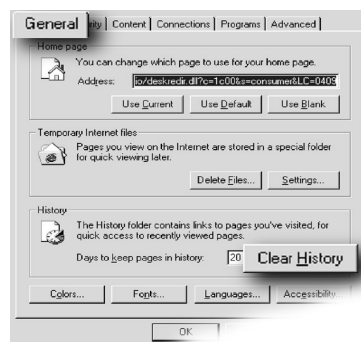 General
Content Connections Programs Advanced
Home page
You can change which page to use for your home page.
Address: io/deskredir.dll?c=1c00&s=consumer&LC=0409
Use Current Use Default Use Blank
Temporary Internet files
Pages you view on the Internet are stored in a special folder
for quick viewing later.
Delete Files... Settings...
History
The History folder contains links to pages you've visited, for
quick access to recently viewed pages.
Days to keep pages in history: 20
Clear History
Colors... Fonts... Languages... Accessibility...
OK